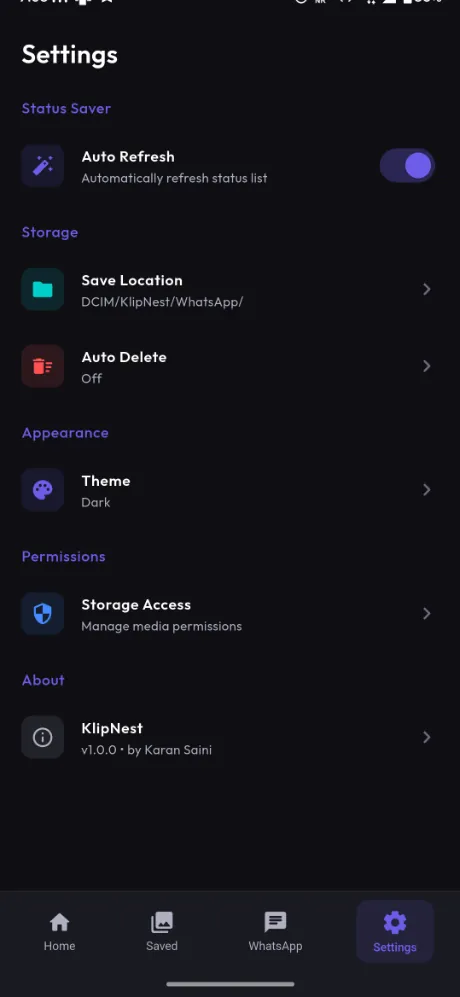 Settings
Status Saver
Auto Refresh
Automatically refresh status list
Storage
Save Location
DCIM/KlipNest/WhatsApp/
Auto Delete
Off
Appearance
Theme
Dark
Permissions
Storage Access
Manage media permissions
About
KlipNest
v1.0.0 • by Karan Saini
Home
Saved
WhatsApp
Settings